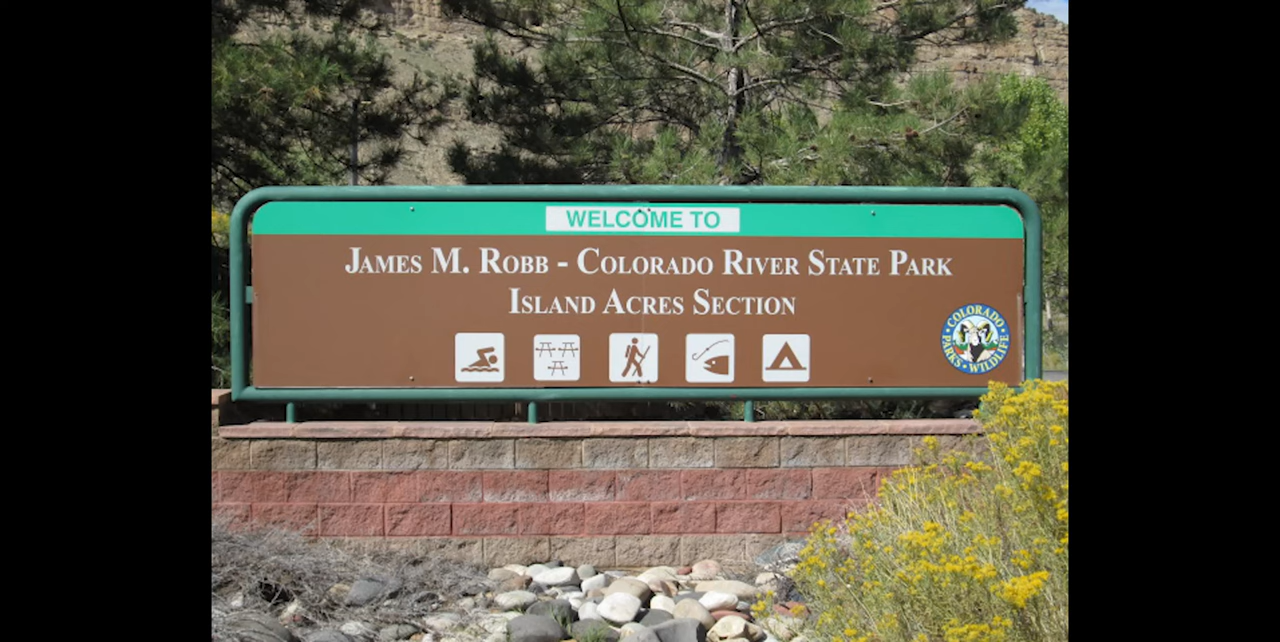 WELCOME TO
JAMES M. ROBB - COLORADO RIVER STATE PARK
ISLAND ACRES SECTION
COLORADO
PARKS • WILDLIFE